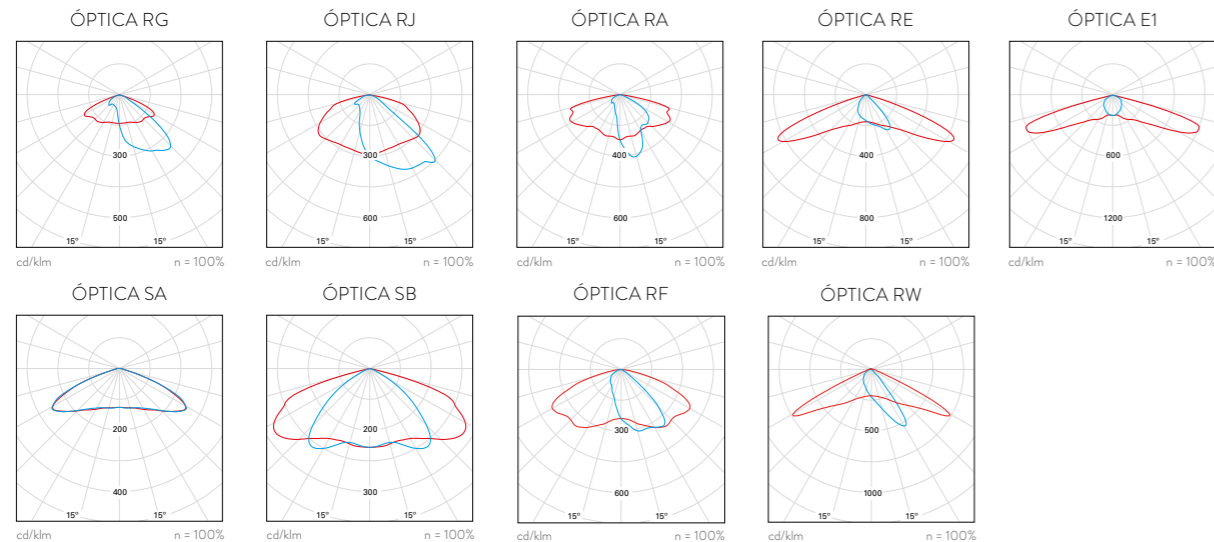 ÓPTICA RG
300
500
15° 15°
cd/klm n = 100%
ÓPTICA RJ
300
600
15° 15°
cd/klm n = 100%
ÓPTICA RA
400
600
15° 15°
cd/klm n = 100%
ÓPTICA RE
400
800
15° 15°
cd/klm n = 100%
ÓPTICA E1
600
1200
15° 15°
cd/klm n = 100%
ÓPTICA SA
200
400
15° 15°
cd/klm n = 100%
ÓPTICA SB
200
300
15° 15°
cd/klm n = 100%
ÓPTICA RF
300
600
15° 15°
cd/klm n = 100%
ÓPTICA RW
500
1000
15° 15°
cd/klm n = 100%